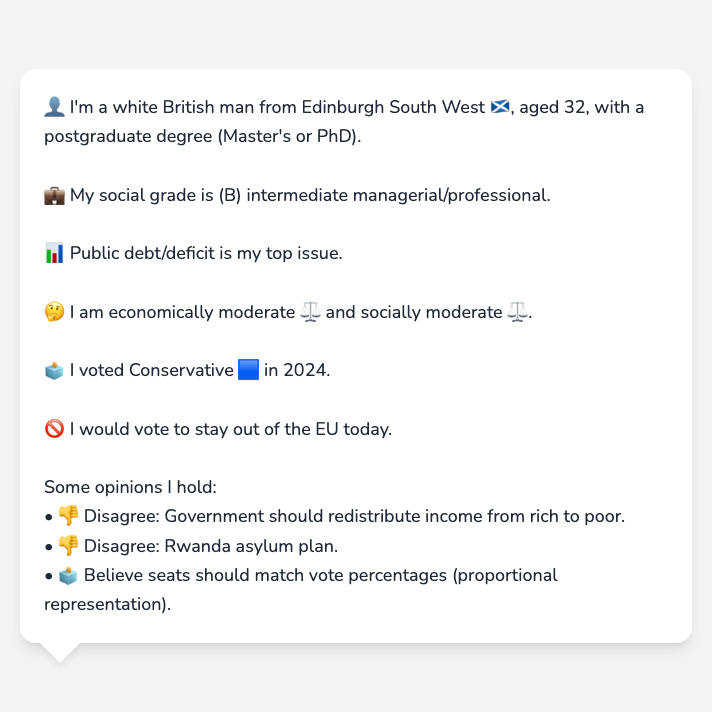 👤 I'm a white British man from Edinburgh South West 🏴󠁧󠁢󠁳󠁣󠁴󠁿, aged 32, with a
postgraduate degree (Master's or PhD).
💼 My social grade is (B) intermediate managerial/professional.
📊 Public debt/deficit is my top issue.
🤔 I am economically moderate ⚖️ and socially moderate ⚖️.
🗳️ I voted Conservative 🟦 in 2024.
🚫 I would vote to stay out of the EU today.
Some opinions I hold:
• 👎 Disagree: Government should redistribute income from rich to poor.
• 👎 Disagree: Rwanda asylum plan.
• 🗳️ Believe seats should match vote percentages (proportional
representation).